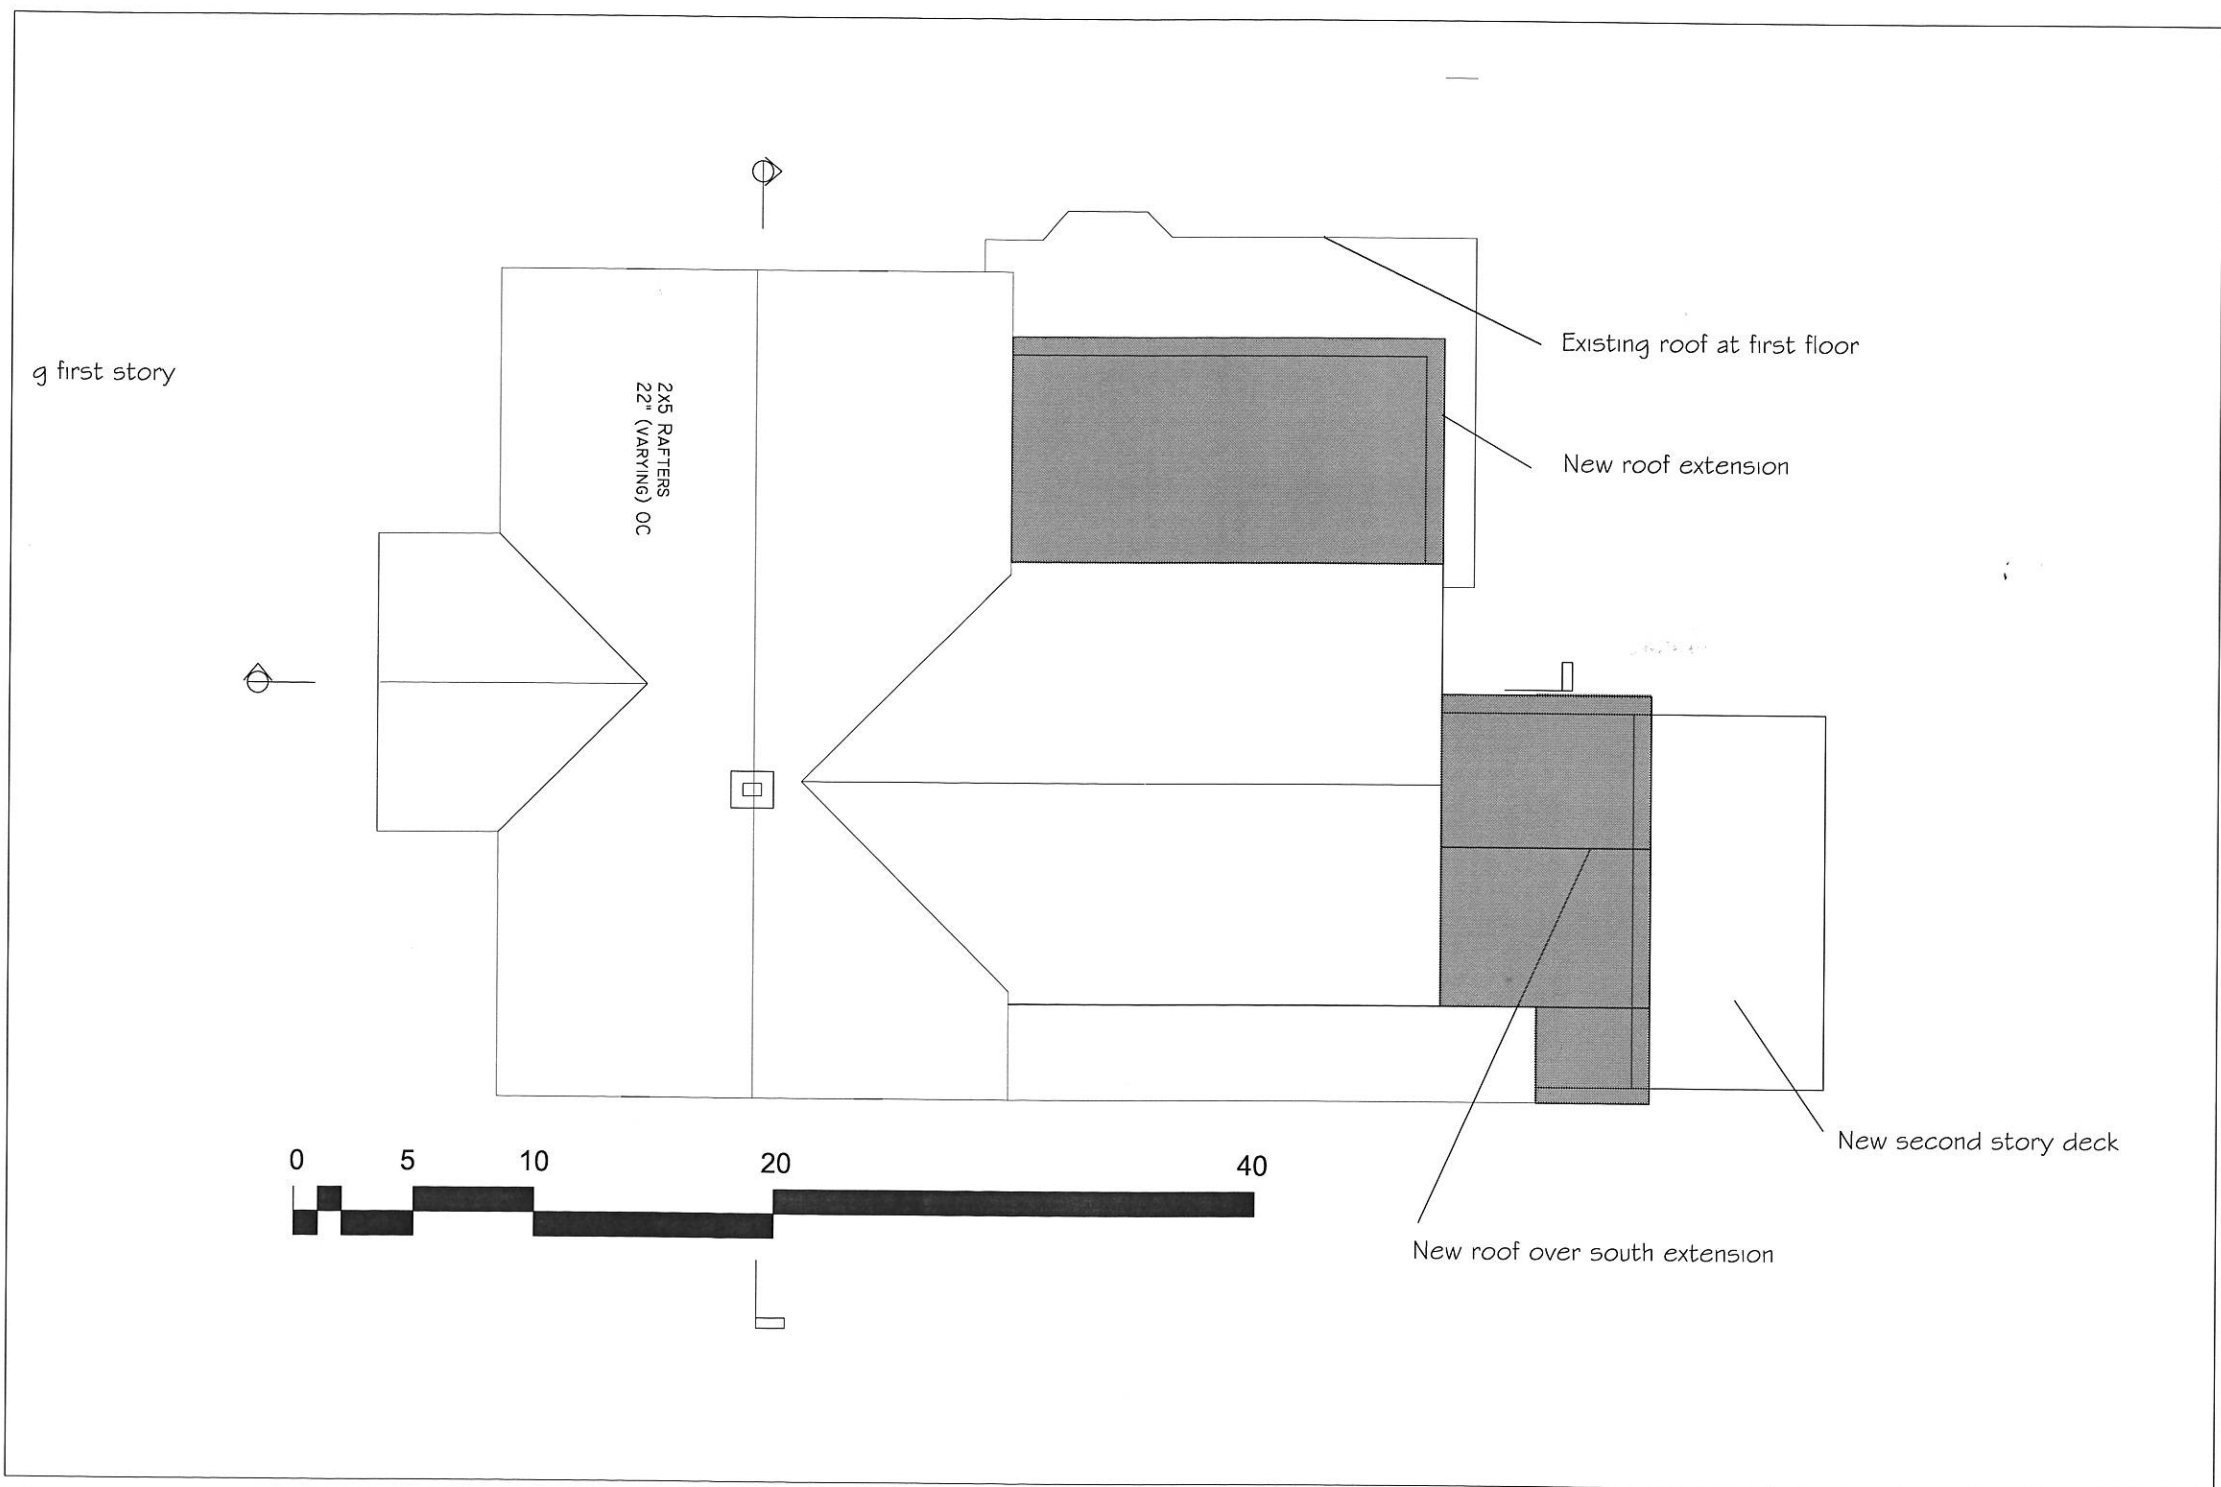 Existing roof at first floor
g first story
2x5 RAFTERS
22" (VARYING) OC
New roof extension
New second story deck
0 5 10 20 40
New roof over south extension